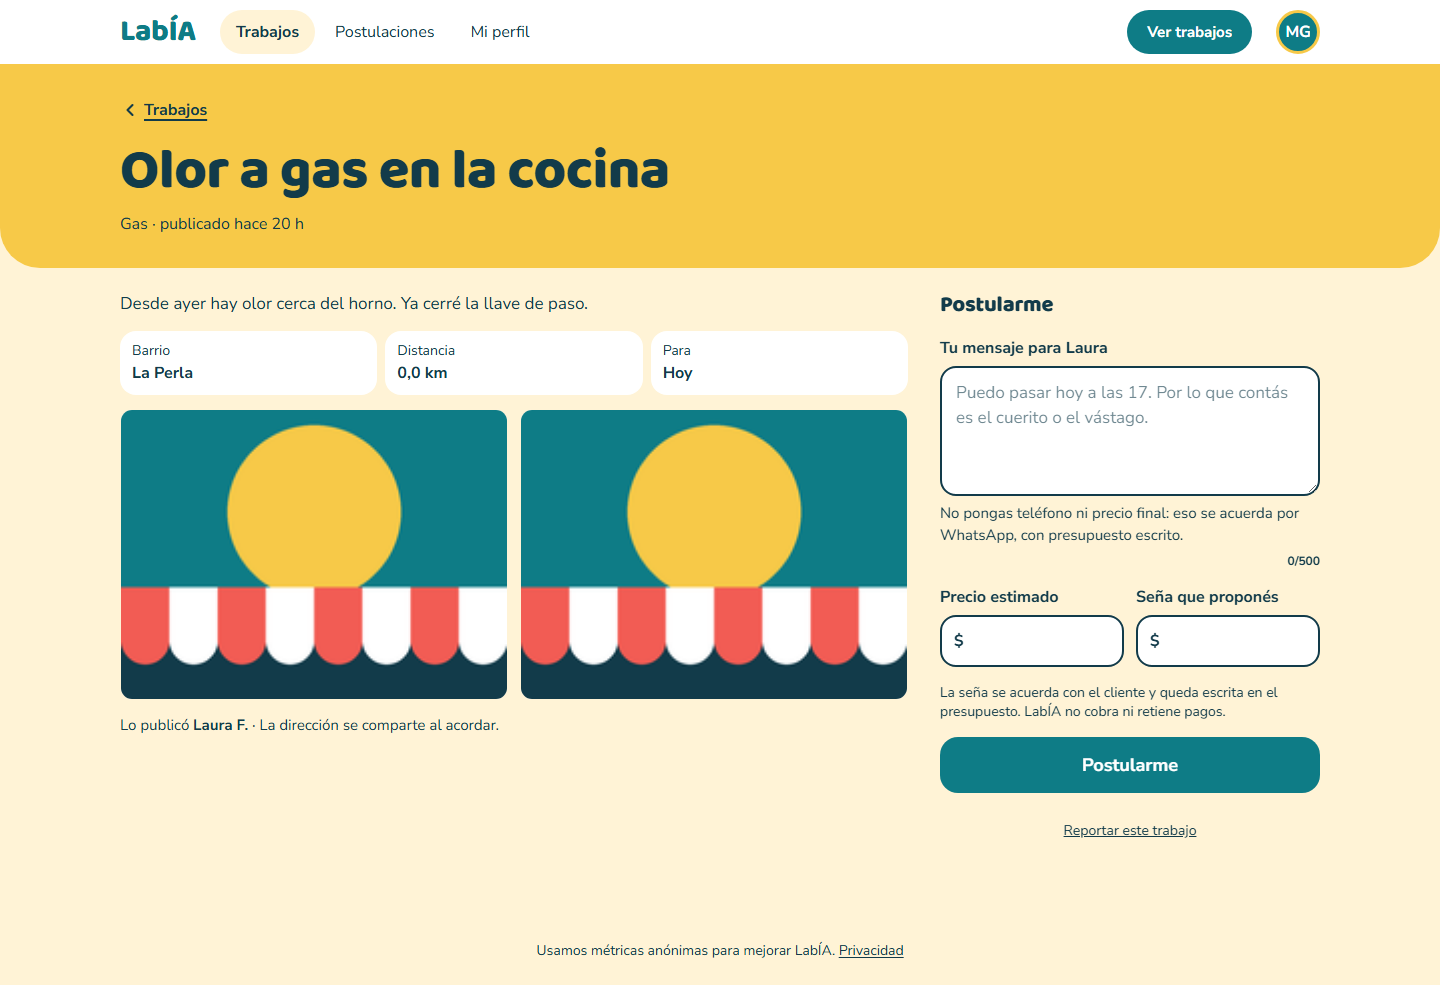 LabÍA
Trabajos
Postulaciones
Mi perfil
Ver trabajos
MG
Trabajos
Olor a gas en la cocina
Gas · publicado hace 20 h
Desde ayer hay olor cerca del horno. Ya cerré la llave de paso.
Barrio
La Perla
Distancia
0,0 km
Para
Hoy
Lo publicó Laura F. · La dirección se comparte al acordar.
Postularme
Tu mensaje para Laura
Puedo pasar hoy a las 17. Por lo que contás
es el cuerito o el vástago.
No pongas teléfono ni precio final: eso se acuerda por
WhatsApp, con presupuesto escrito.
0/500
Precio estimado
$
Seña que proponés
$
La seña se acuerda con el cliente y queda escrita en el
presupuesto. LabÍA no cobra ni retiene pagos.
Postularme
Reportar este trabajo
Usamos métricas anónimas para mejorar LabÍA. Privacidad